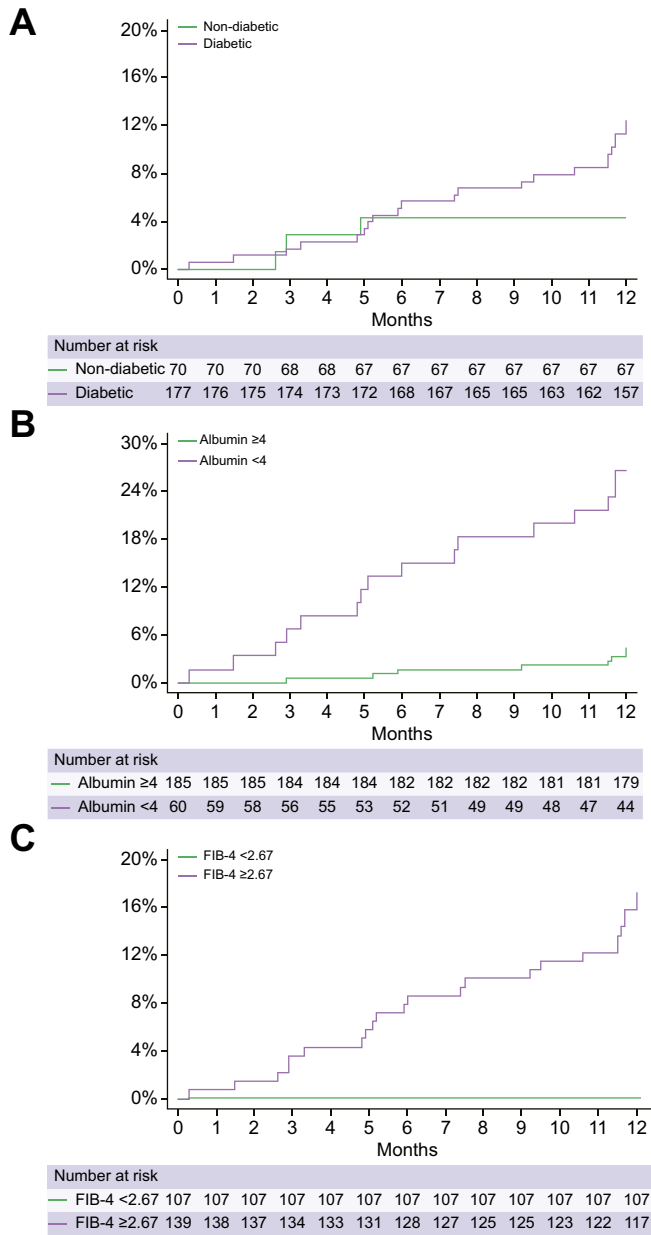 A
20%
16%
12%
8%
4%
0%
Non-diabetic
Diabetic
0 1 2 3 4 5 6 7 8 9 10 11 12
Months
Number at risk
Non-diabetic 70 70 70 68 68 67 67 67 67 67 67 67 67
Diabetic 177 176 175 174 173 172 168 167 165 165 163 162 157
B
30%
24%
18%
12%
6%
0%
Albumin ≥4
Albumin <4
0 1 2 3 4 5 6 7 8 9 10 11 12
Number at risk
Albumin ≥4 185 185 185 184 184 184 182 182 182 182 181 181 179
Albumin <4 60 59 58 56 55 53 52 51 49 49 48 47 44
C
20%
16%
12%
8%
4%
0%
FIB-4 <2.67
FIB-4 ≥2.67
0 1 2 3 4 5 6 7 8 9 10 11 12
Months
Number at risk
FIB-4 <2.67 107 107 107 107 107 107 107 107 107 107 107 107 107
FIB-4 ≥2.67 139 138 137 134 133 131 128 127 125 125 123 122 117